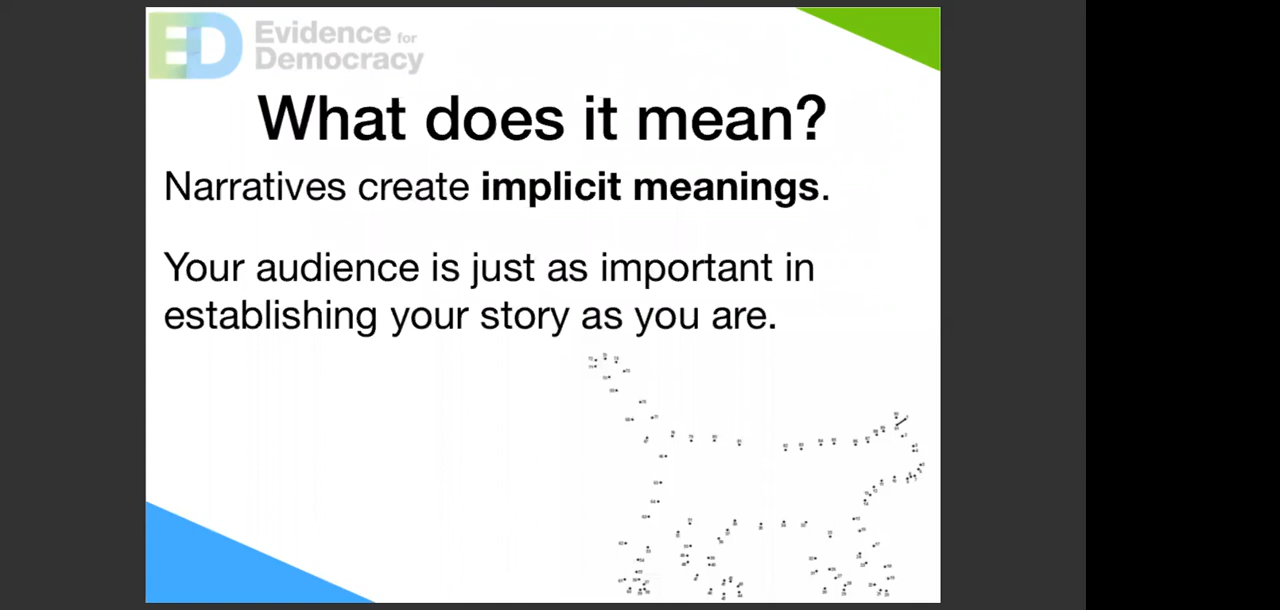 Evidence for
Democracy
ED
What does it mean?
Narratives create implicit meanings.
Your audience is just as important in
establishing your story as you are.